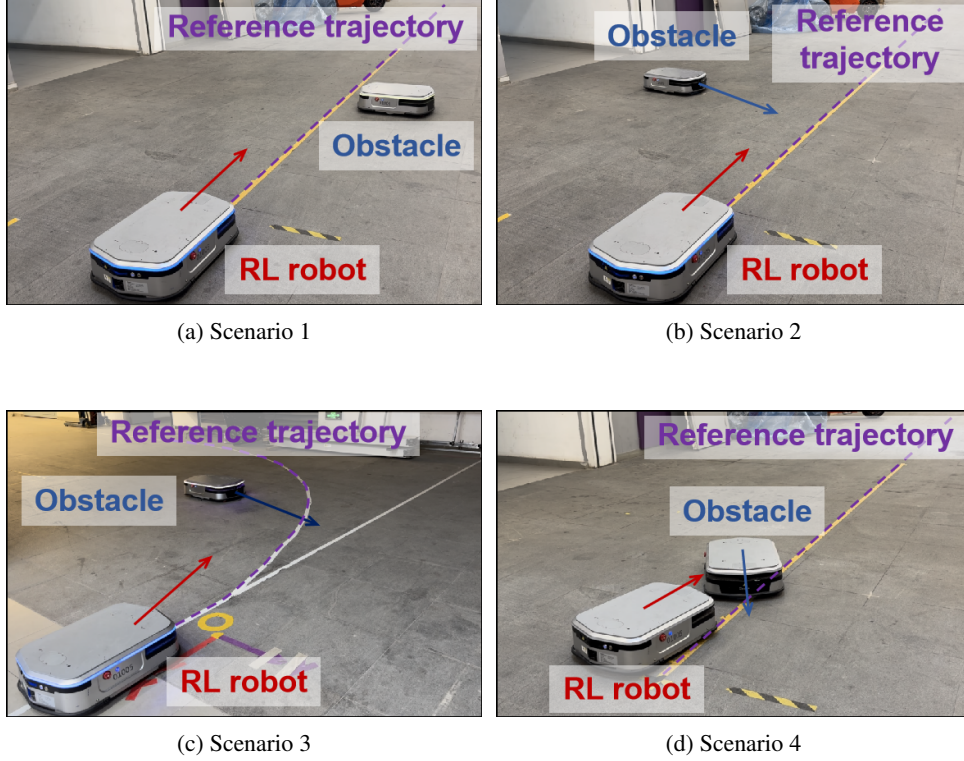 Reference trajectory
Obstacle
RL robot
(a) Scenario 1
Obstacle
Reference
trajectory
RL robot
(b) Scenario 2
Reference trajectory
Obstacle
RL robot
(c) Scenario 3
Reference trajectory
Obstacle
RL robot
(d) Scenario 4